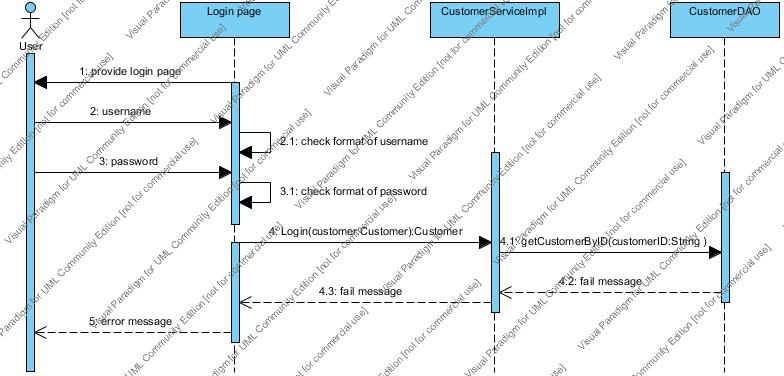 Login page
CustomerServiceImpl
CustomerDAO
User
1: provide login page
2: username
2.1: check format of username
3: password
3.1: check format of password
4: Login(customer:Customer):Customer
4.1: getCustomerByID(customerID:String )
4.2: fail message
4.3: fail message
5: error message
Visual Paradigm for UML Community Edition [not for commercial use]